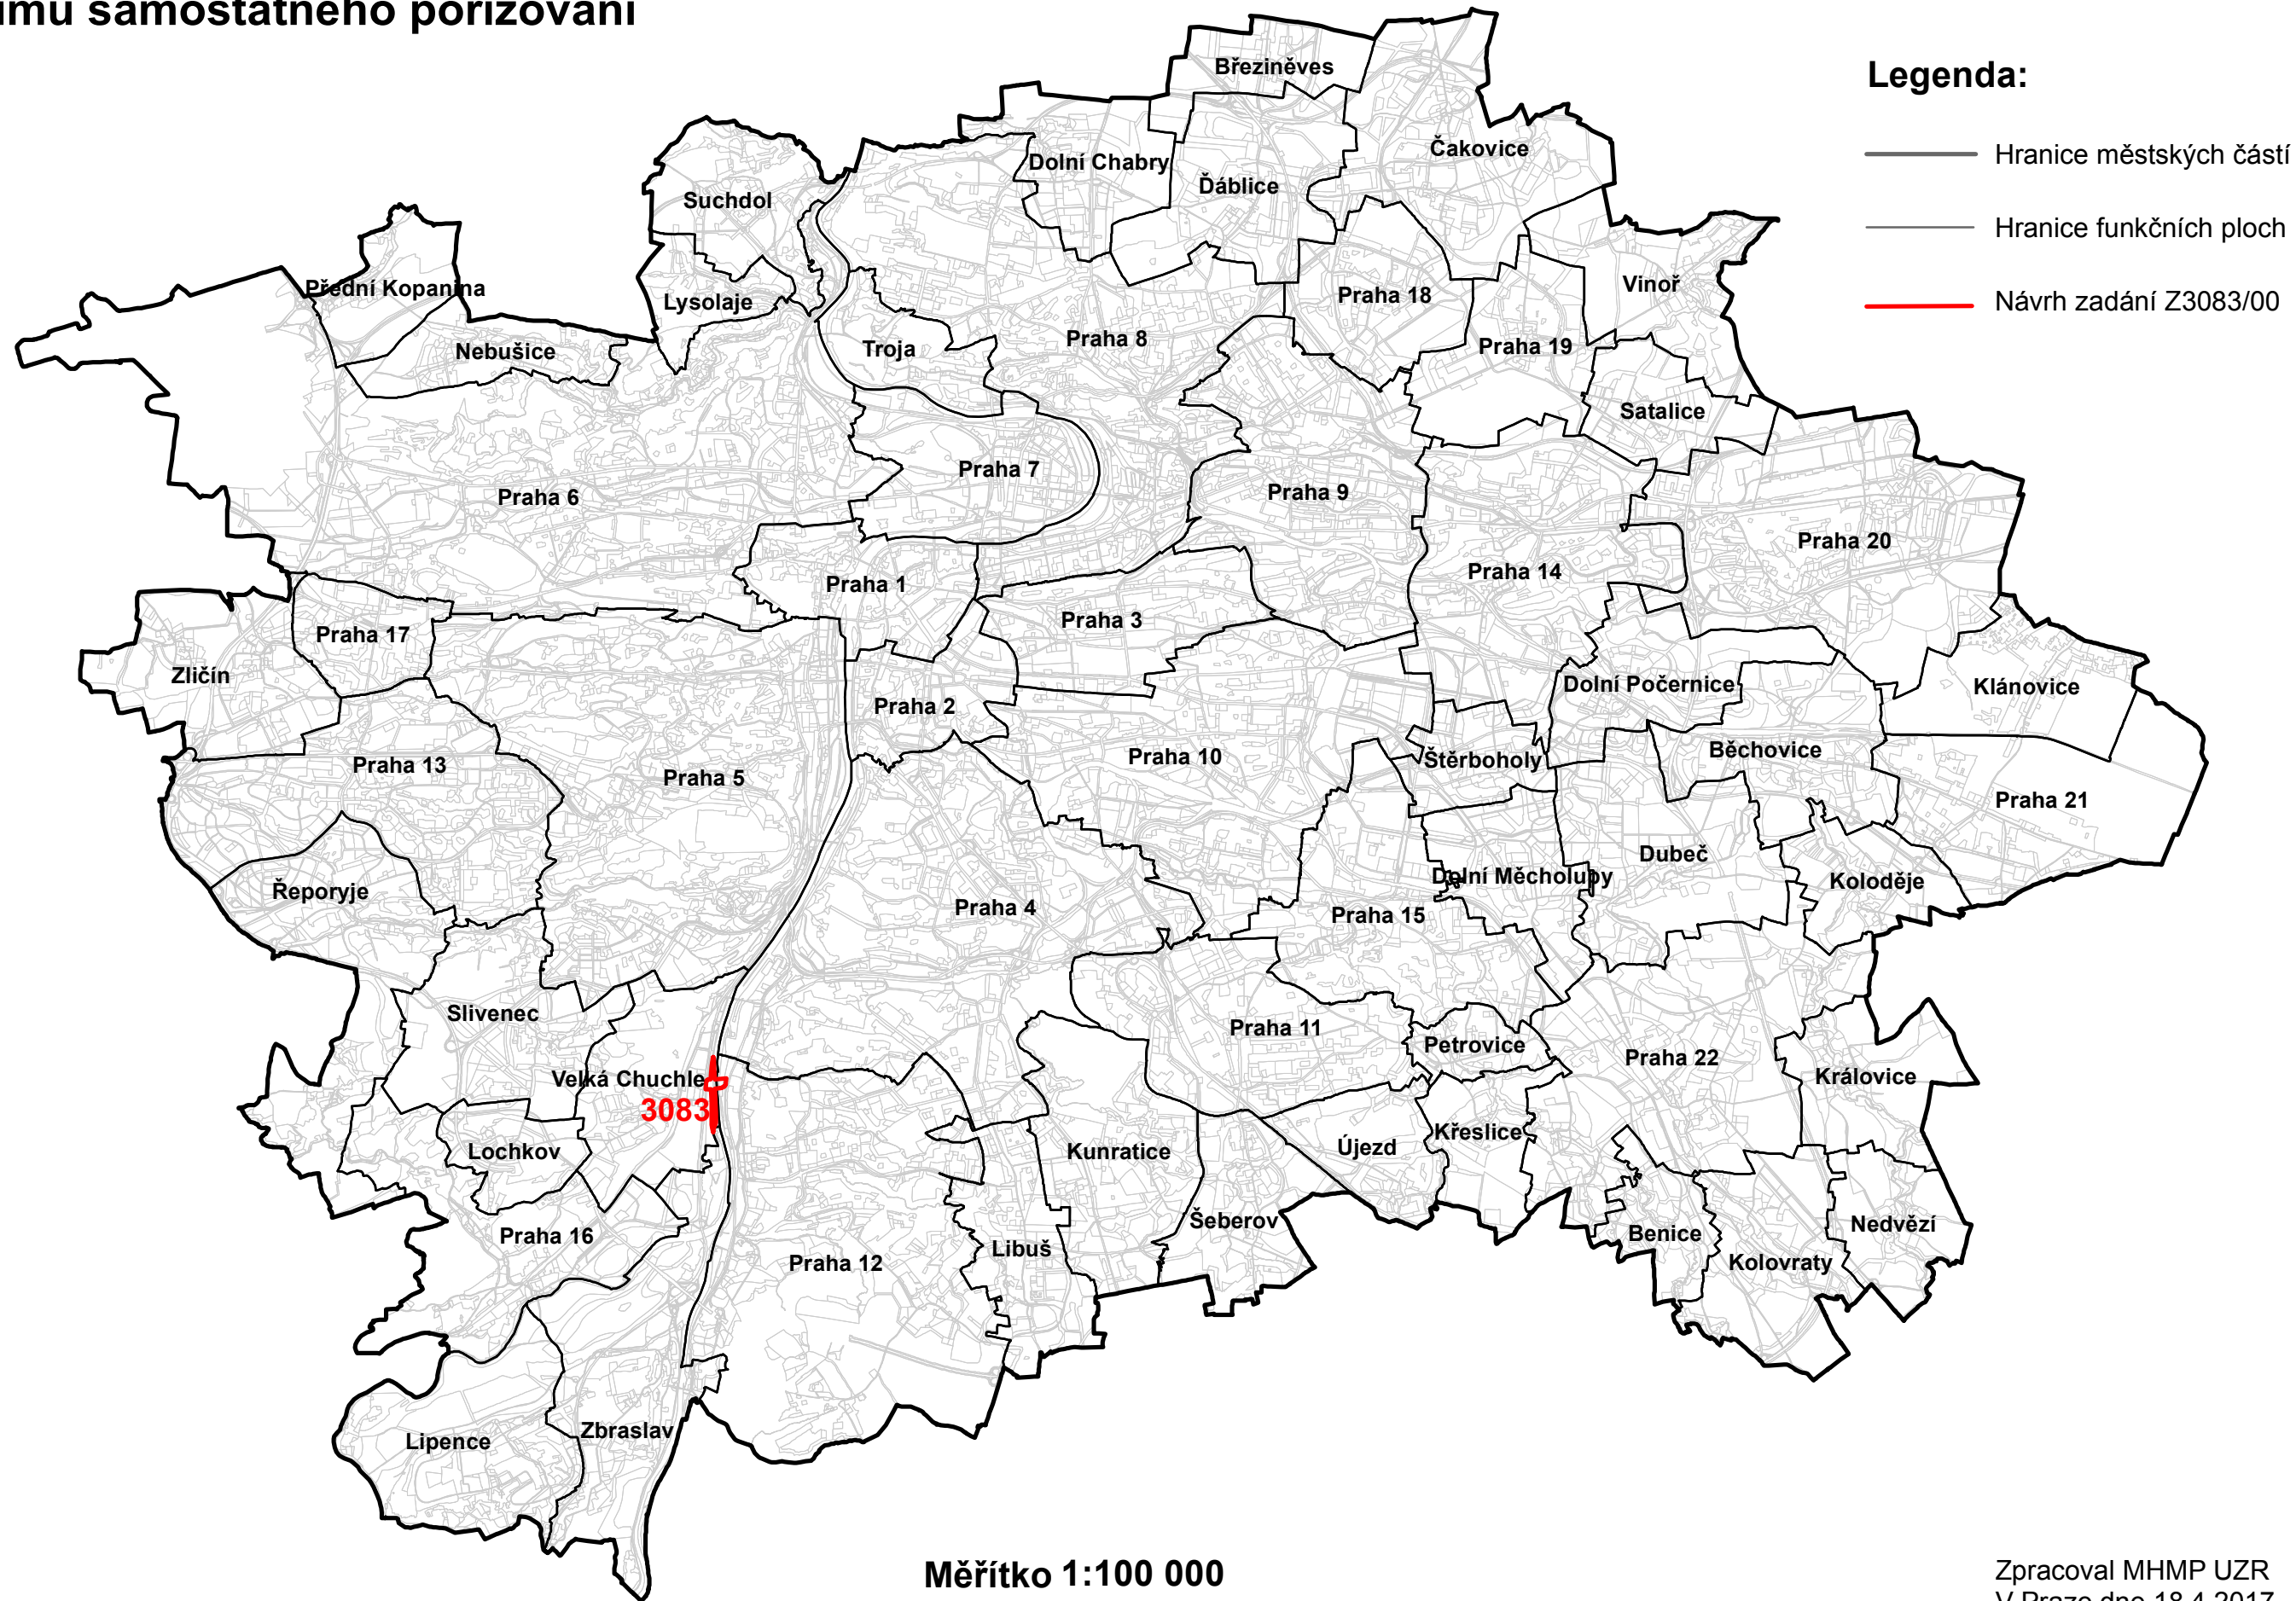 imu samostatného pořizování
Legenda:
Hranice městských částí
Hranice funkčních ploch
Návrh zadání Z3083/00
Březiněves
Čakovice
Dolní Chabry
Ďáblice
Suchdol
Vinoř
Přední Kopanina
Lysolaje
Praha 18
Praha 8
Praha 19
Troja
Nebušice
Satalice
Praha 7
Praha 9
Praha 6
Praha 20
Praha 14
Praha 1
Praha 3
Praha 17
Zličín
Dolní Počernice
Klánovice
Praha 2
Běchovice
Praha 10
Štěrboholy
Praha 13
Praha 5
Praha 21
Dubeč
Dolní Měcholupy
Koloděje
Řeporyje
Praha 4
Praha 15
Slivenec
Praha 11
Petrovice
Praha 22
Královice
Velká Chuchle
3083
Křeslice
Újezd
Lochkov
Kunratice
Šeberov
Nedvězí
Benice
Praha 16
Libuš
Praha 12
Kolovraty
Zbraslav
Lipence
Měřítko 1:100 000
Zpracoval MHMP UZR
V Praze dne 18.4.2017